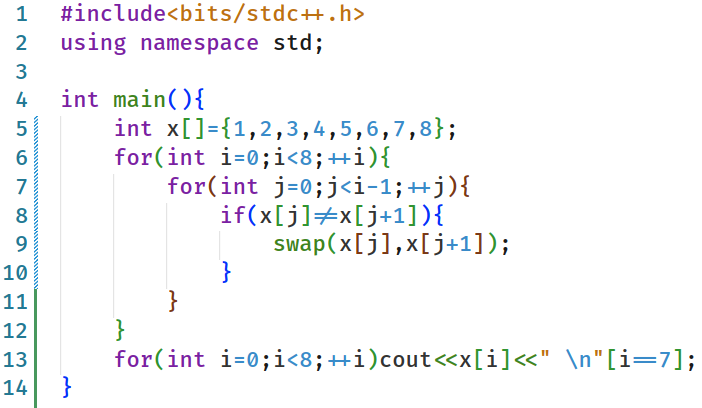 1 #include<bits/stdc++.h>
2 using namespace std;
3
4 int main(){
5     int x[]={1,2,3,4,5,6,7,8};
6     for(int i=0;i<8;++i){
7         for(int j=0;j<i-1;++j){
8             if(x[j]!=x[j+1]){
9                 swap(x[j],x[j+1]);
10             }
11         }
12     }
13     for(int i=0;i<8;++i)cout<<x[i]<<" \n"[i==7];
14 }